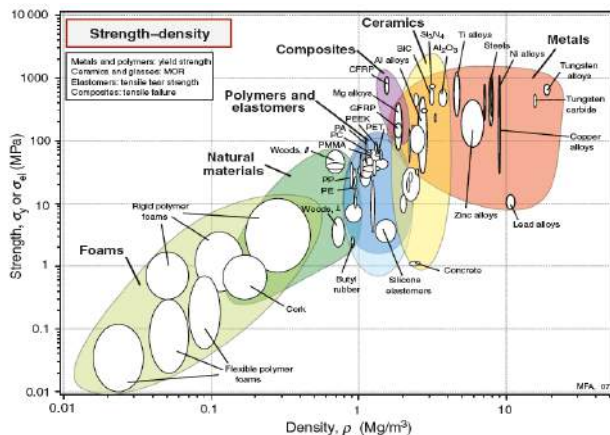 Strength–density
Metals and polymers: yield strength
Ceramics and glasses: MOR
Elastomers: tensile tear strength
Composites: tensile failure
Ceramics
Composites
Metals
Polymers and
elastomers
Natural
materials
Foams
Si₃N₄
SiC
Al₂O₃
Al alloys
CFRP
Mg alloys
GFRP
PEEK
PA
PC
PMMA
PET
PP
PE
Ti alloys
Steels
Ni alloys
Tungsten
alloys
Tungsten
carbide
Copper
alloys
Zinc alloys
Lead alloys
Concrete
Silicone
elastomers
Butyl
rubber
Woods, ⊥
Woods, //
Rigid polymer
foams
Cork
Flexible polymer
foams
Strength, σy or σel (MPa)
10 000
1000
100
10
1
0.1
0.01
0.01
0.1
1
10
Density, ρ (Mg/m³)
MFA, 07